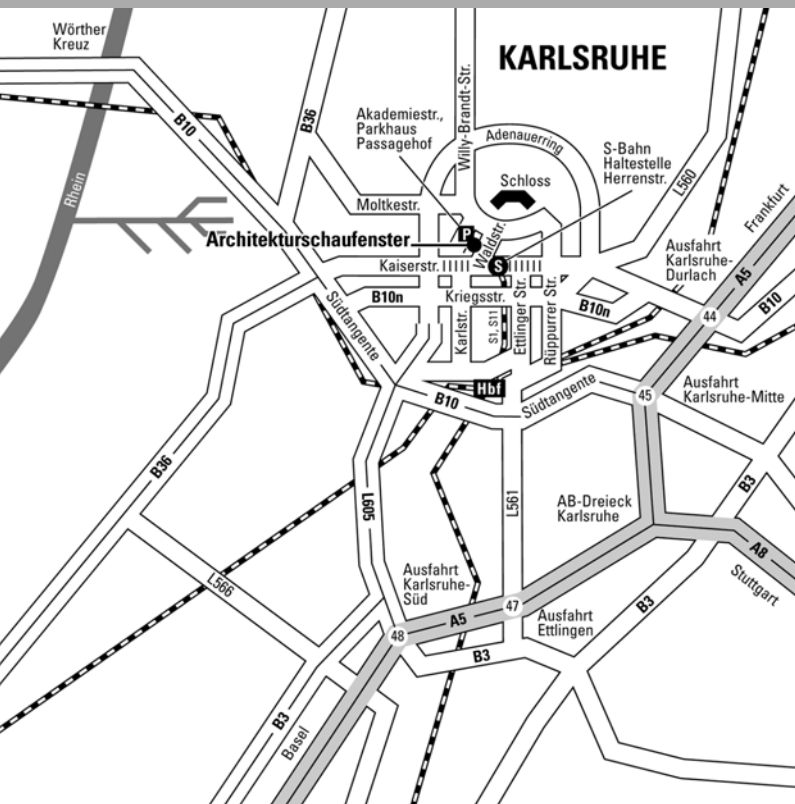 Wörther
Kreuz
KARLSRUHE
B10
B36
Willy-Brandt-Str.
Akademiestr.,
Parkhaus
Passagehof
Adenauerring
S-Bahn
Haltestelle
Herrenstr.
Rhein
Schloss
L560
Moltkestr.
Frankfurt
P
Waldstr.
Architekturschaufenster
Kaiserstr.
S
Ausfahrt
Karlsruhe-
Durlach
A5
B10n
Kriegsstr.
B10n
44
B10
Südtangente
Karlstr.
S1, S11
Ettlinger Str.
Rüppurrer Str.
Hbf
B10
Südtangente
45
Ausfahrt
Karlsruhe-Mitte
B36
L605
L561
AB-Dreieck
Karlsruhe
B3
A8
Stuttgart
L566
Ausfahrt
Karlsruhe-
Süd
48
A5
47
Ausfahrt
Ettlingen
B3
B3
B3
Basel